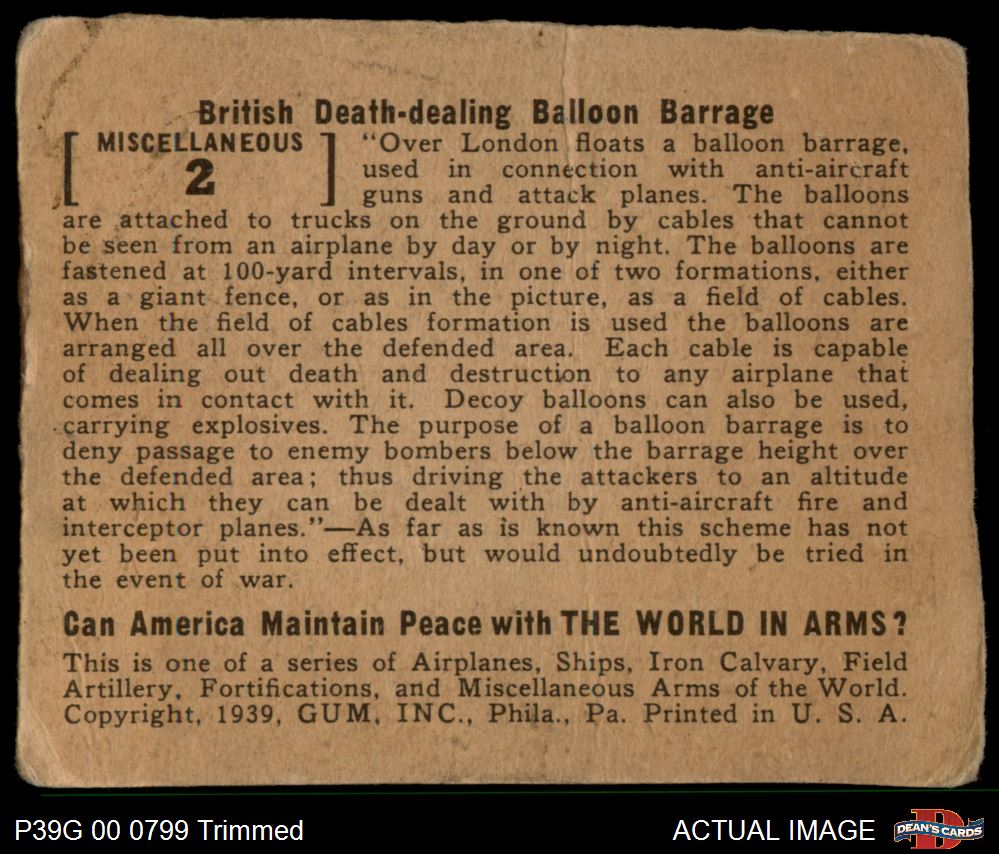 British Death-dealing Balloon Barrage
[ MISCELLANEOUS ] "Over London floats a balloon barrage,
2 used in connection with anti-aircraft
guns and attack planes. The balloons
are attached to trucks on the ground by cables that cannot
be seen from an airplane by day or by night. The balloons are
fastened at 100-yard intervals, in one of two formations, either
as a giant fence, or as in the picture, as a field of cables.
When the field of cables formation is used the balloons are
arranged all over the defended area. Each cable is capable
of dealing out death and destruction to any airplane that
comes in contact with it. Decoy balloons can also be used,
carrying explosives. The purpose of a balloon barrage is to
deny passage to enemy bombers below the barrage height over
the defended area; thus driving the attackers to an altitude
at which they can be dealt with by anti-aircraft fire and
interceptor planes."—As far as is known this scheme has not
yet been put into effect, but would undoubtedly be tried in
the event of war.
Can America Maintain Peace with THE WORLD IN ARMS?
This is one of a series of Airplanes, Ships, Iron Calvary, Field
Artillery, Fortifications, and Miscellaneous Arms of the World.
Copyright, 1939, GUM, INC., Phila., Pa. Printed in U. S. A.
P39G 00 0799 Trimmed ACTUAL IMAGE DEAN'S CARDS